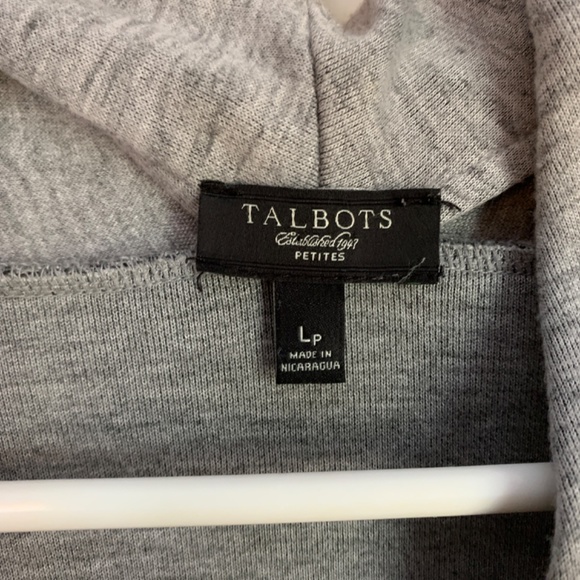 TALBOTS
Established 1947
PETITES
LP
MADE IN
NICARAGUA